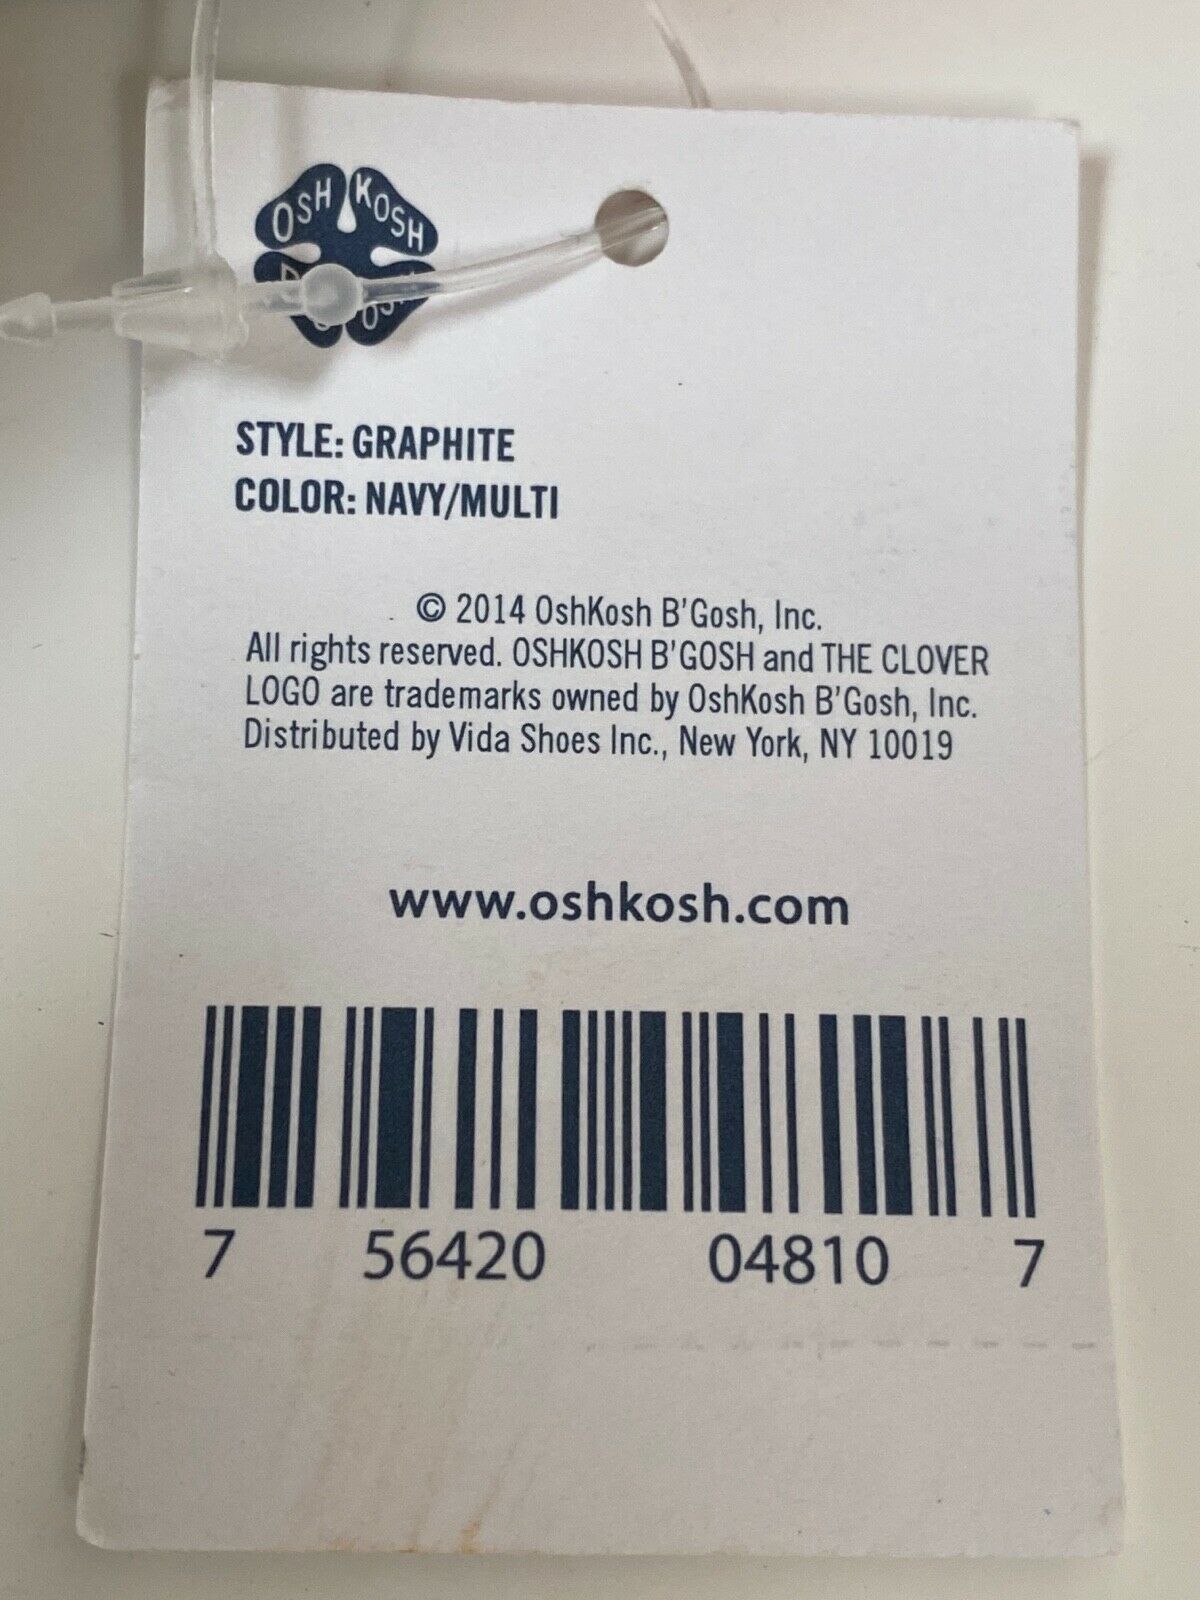 OSH KOSH
STYLE: GRAPHITE
COLOR: NAVY/MULTI
© 2014 OshKosh B'Gosh, Inc.
All rights reserved. OSHKOSH B'GOSH and THE CLOVER
LOGO are trademarks owned by OshKosh B'Gosh, Inc.
Distributed by Vida Shoes Inc., New York, NY 10019
www.oshkosh.com
7 56420 04810 7